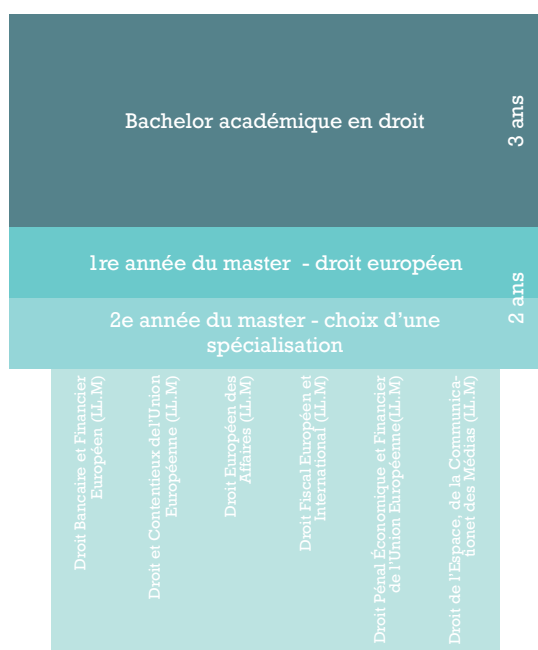 Bachelor académique en droit
3 ans
1re année du master - droit européen
2e année du master - choix d’une
spécialisation
2 ans
Droit Bancaire et Financier
Européen (LL.M)
Droit et Contentieux del'Union
Européenne (LL.M)
Droit Européen des
Affaires (LL.M)
Droit Fiscal Européen et
International (LL.M)
Droit Pénal Économique et Financier
de l'Union Européenne(LL.M)
Droit de l'Espace, de la Communica-
tionet des Médias (LL.M)